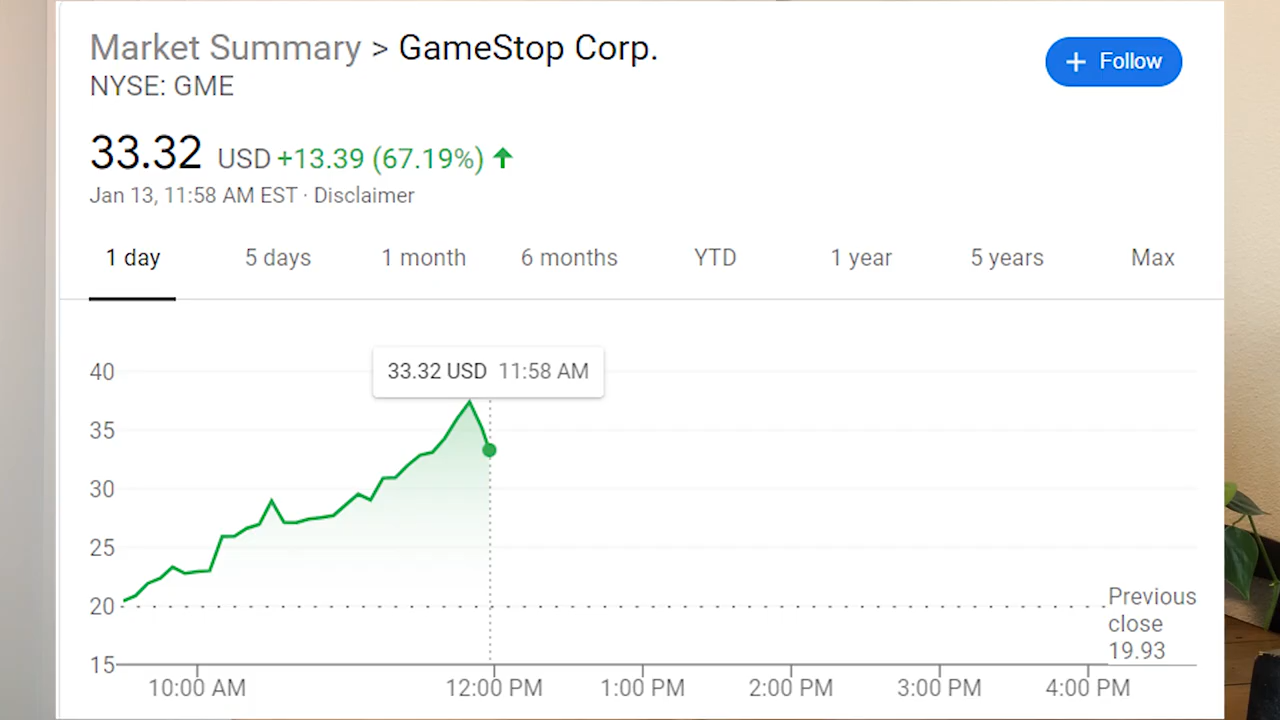 Market Summary > GameStop Corp.
NYSE: GME
+ Follow
33.32 USD +13.39 (67.19%) ↑
Jan 13, 11:58 AM EST · Disclaimer
1 day 5 days 1 month 6 months YTD 1 year 5 years Max
33.32 USD 11:58 AM
40
35
30
25
20
15
Previous
close
19.93
10:00 AM 12:00 PM 1:00 PM 2:00 PM 3:00 PM 4:00 PM